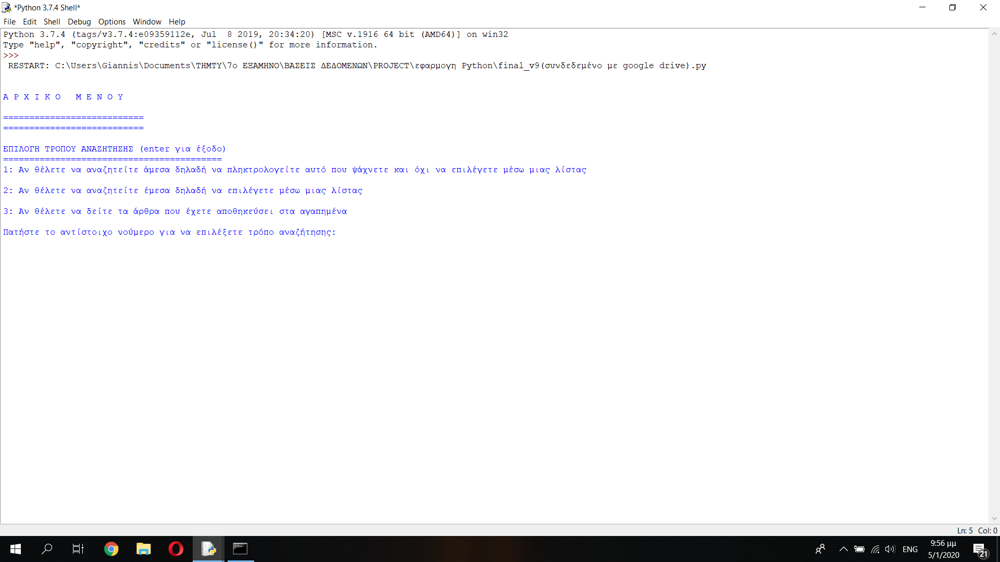 *Python 3.7.4 Shell*
File Edit Shell Debug Options Window Help
Python 3.7.4 (tags/v3.7.4:e09359112e, Jul  8 2019, 20:34:20) [MSC v.1916 64 bit (AMD64)] on win32
Type "help", "copyright", "credits" or "license()" for more information.
>>>
 RESTART: C:\Users\Giannis\Documents\ΤΗΜΤΥ\7ο ΕΞΑΜΗΝΟ\ΒΑΣΕΙΣ ΔΕΔΟΜΕΝΩΝ\PROJECT\εφαρμογη Python\final_v9(συνδεδεμένο με google drive).py
Α Ρ Χ Ι Κ Ο   Μ Ε Ν Ο Υ
===========================
===========================
ΕΠΙΛΟΓΗ ΤΡΟΠΟΥ ΑΝΑΖΗΤΗΣΗΣ (enter για έξοδο)
==========================================
1: Αν θέλετε να αναζητείτε άμεσα δηλαδή να πληκτρολογείτε αυτό που ψάχνετε και όχι να επιλέγετε μέσω μιας λίστας
2: Αν θέλετε να αναζητείτε έμεσα δηλαδή να επιλέγετε μέσω μιας λίστας
3: Αν θέλετε να δείτε τα άρθρα που έχετε αποθηκεύσει στα αγαπημένα
Πατήστε το αντίστοιχο νούμερο για να επιλέξετε τρόπο αναζήτησης:
Ln: 5 Col: 0
ENG
9:56 μμ
5/1/2020
21